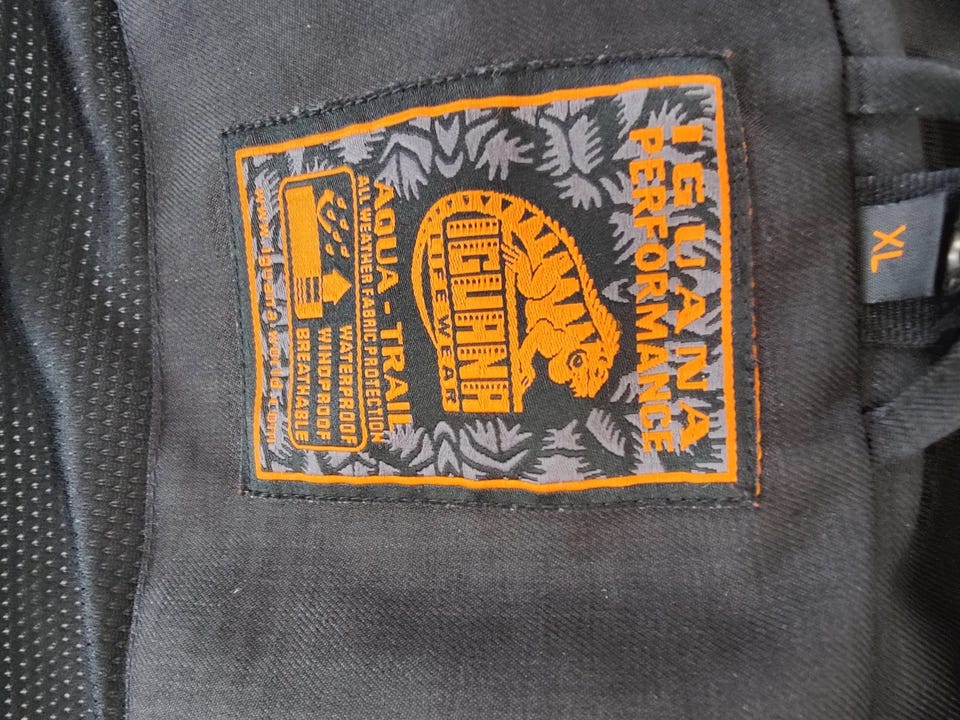 XL
IGUANA
PERFORMANCE
IGUANA
LIFEWEAR
AQUA-TRAIL
ALL WEATHER FABRIC PROTECTION
WATERPROOF
WINDPROOF
BREATHABLE
www.iguana-world.com